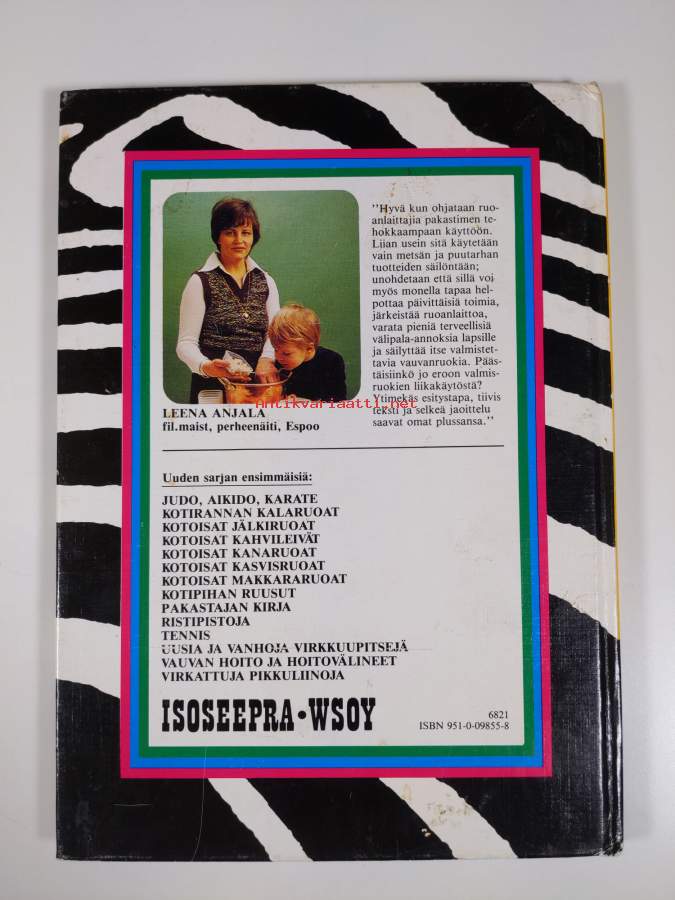 "Hyvä kun ohjataan ruo-
anlaittajia pakastimen te-
hokkaampaan käyttöön.
Liian usein sitä käytetään
vain metsän ja puutarhan
tuotteiden säilöntään;
unohdetaan että sillä voi
myös monella tapaa hel-
pottaa päivittäisiä toimia,
järkeistää ruoanlaittoa,
varata pieniä terveellisiä
välipala-annoksia lapsille
ja säilyttää itse valmistet-
tavia vauvanruokia. Pääs-
täisiinkö jo eroon valmis-
ruokien liikakäytöstä?
Ytimekäs esitystapa, tiivis
teksti ja selkeä jaoittelu
saavat omat plussansa."
Antikvariaatti.net
LEENA ANJALA
fil.maist, perheenäiti, Espoo
Uuden sarjan ensimmäisiä:
JUDO, AIKIDO, KARATE
KOTIRANNAN KALARUOAT
KOTOISAT JÄLKIRUOAT
KOTOISAT KAHVILEIVÄT
KOTOISAT KANARUOAT
KOTOISAT KASVISRUOAT
KOTOISAT MAKKARARUOAT
KOTIPIHAN RUUSUT
PAKASTAJAN KIRJA
RISTIPISTOJA
TENNIS
UUSIA JA VANHOJA VIRKKUUPITSEJÄ
VAUVAN HOITO JA HOITOVÄLINEET
VIRKATTUJA PIKKULIINOJA
ISOSEEPRA•WSOY
6821
ISBN 951-0-09855-8